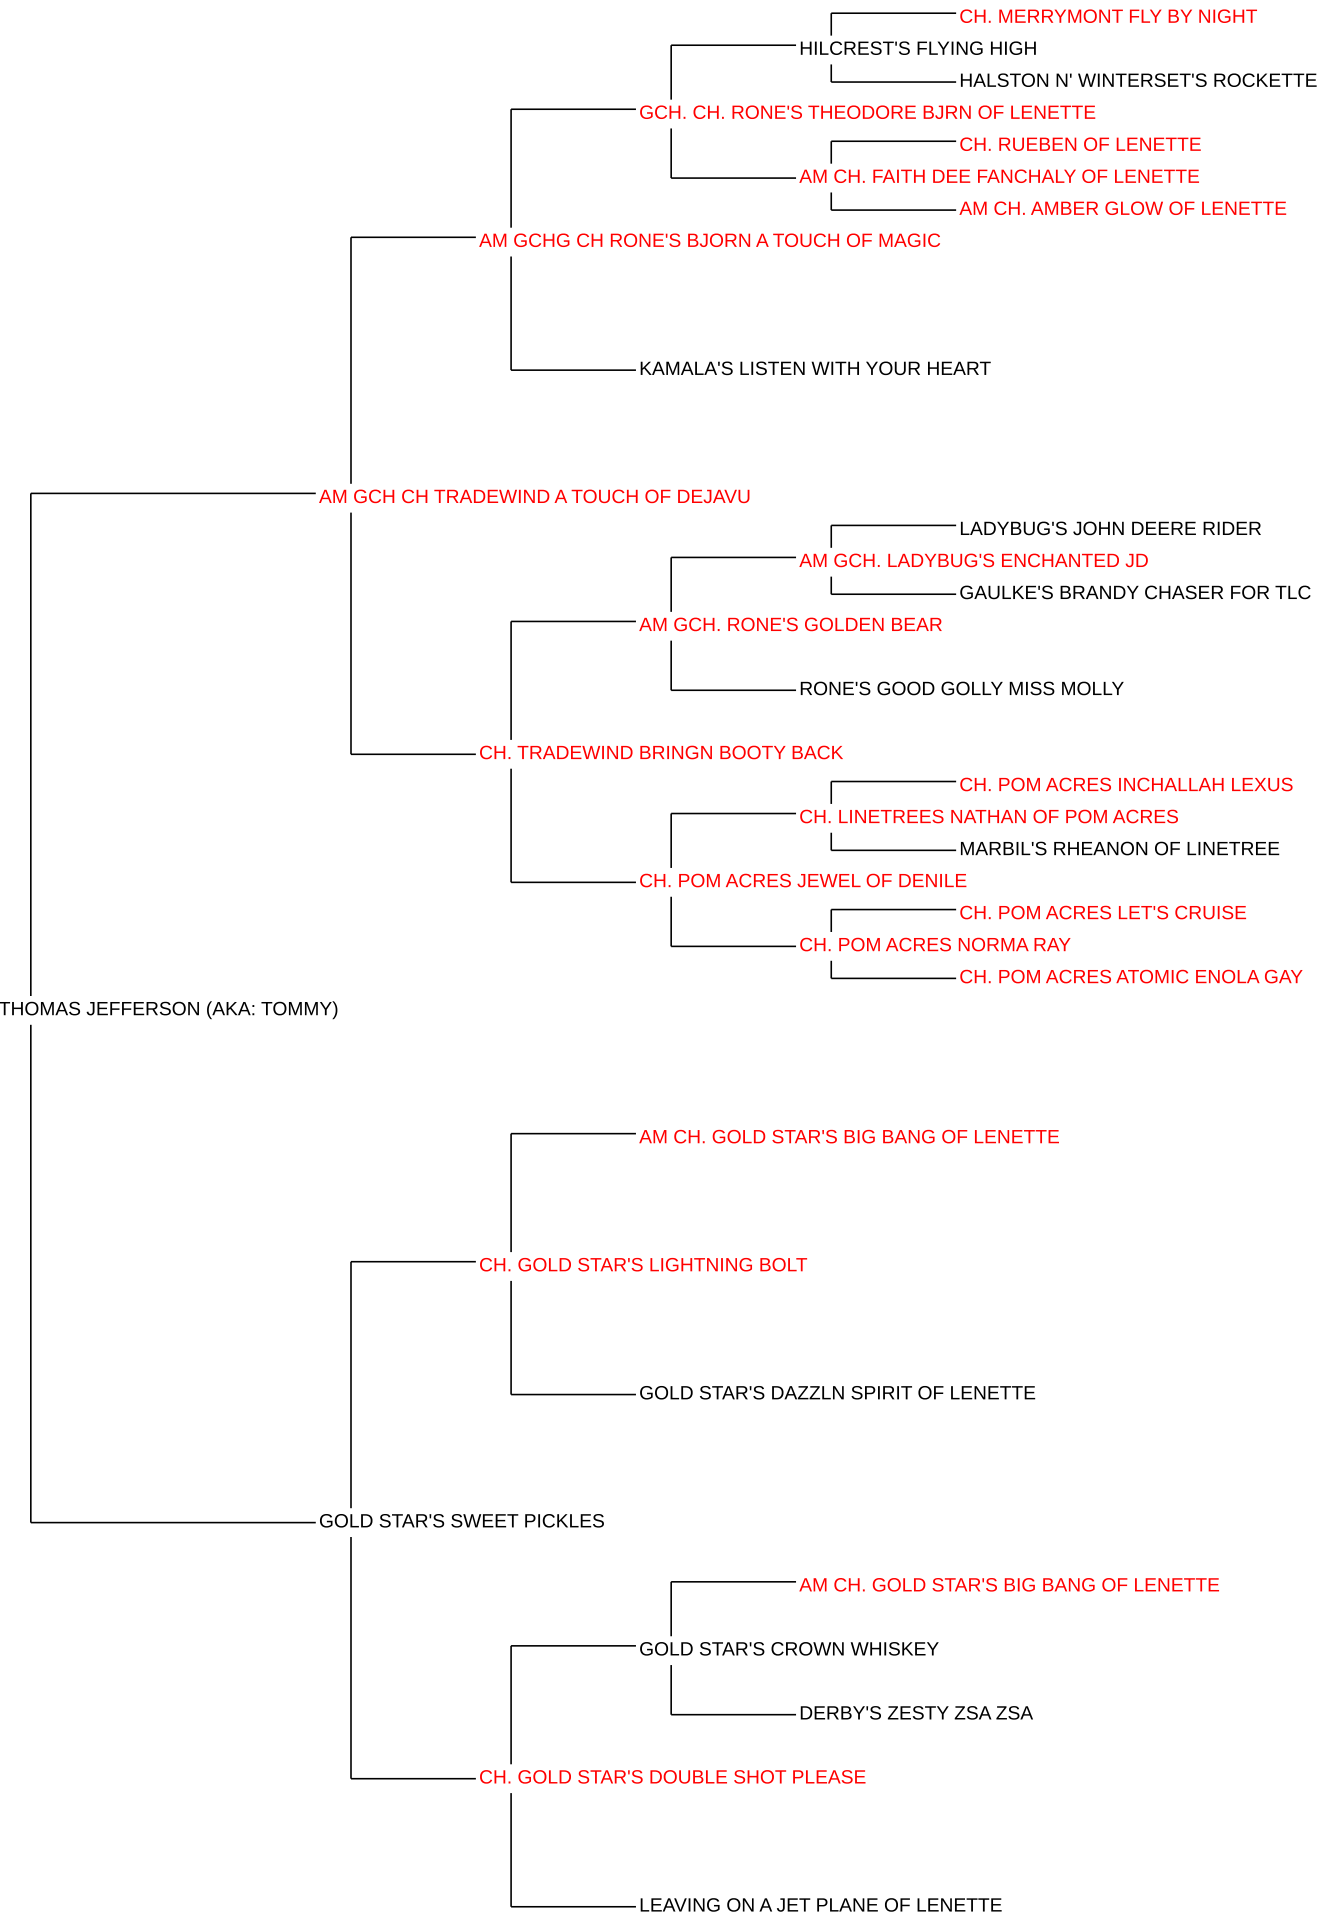 CH. MERRYMONT FLY BY NIGHT
HILCREST'S FLYING HIGH
HALSTON N' WINTERSET'S ROCKETTE
GCH. CH. RONE'S THEODORE BJRN OF LENETTE
CH. RUEBEN OF LENETTE
AM CH. FAITH DEE FANCHALY OF LENETTE
AM CH. AMBER GLOW OF LENETTE
AM GCHG CH RONE'S BJORN A TOUCH OF MAGIC
KAMALA'S LISTEN WITH YOUR HEART
AM GCH CH TRADEWIND A TOUCH OF DEJAVU
LADYBUG'S JOHN DEERE RIDER
AM GCH. LADYBUG'S ENCHANTED JD
GAULKE'S BRANDY CHASER FOR TLC
AM GCH. RONE'S GOLDEN BEAR
RONE'S GOOD GOLLY MISS MOLLY
CH. TRADEWIND BRINGN BOOTY BACK
CH. POM ACRES INCHALLAH LEXUS
CH. LINETREES NATHAN OF POM ACRES
MARBIL'S RHEANON OF LINETREE
CH. POM ACRES JEWEL OF DENILE
CH. POM ACRES LET'S CRUISE
CH. POM ACRES NORMA RAY
CH. POM ACRES ATOMIC ENOLA GAY
THOMAS JEFFERSON (AKA: TOMMY)
AM CH. GOLD STAR'S BIG BANG OF LENETTE
CH. GOLD STAR'S LIGHTNING BOLT
GOLD STAR'S DAZZLN SPIRIT OF LENETTE
GOLD STAR'S SWEET PICKLES
AM CH. GOLD STAR'S BIG BANG OF LENETTE
GOLD STAR'S CROWN WHISKEY
DERBY'S ZESTY ZSA ZSA
CH. GOLD STAR'S DOUBLE SHOT PLEASE
LEAVING ON A JET PLANE OF LENETTE